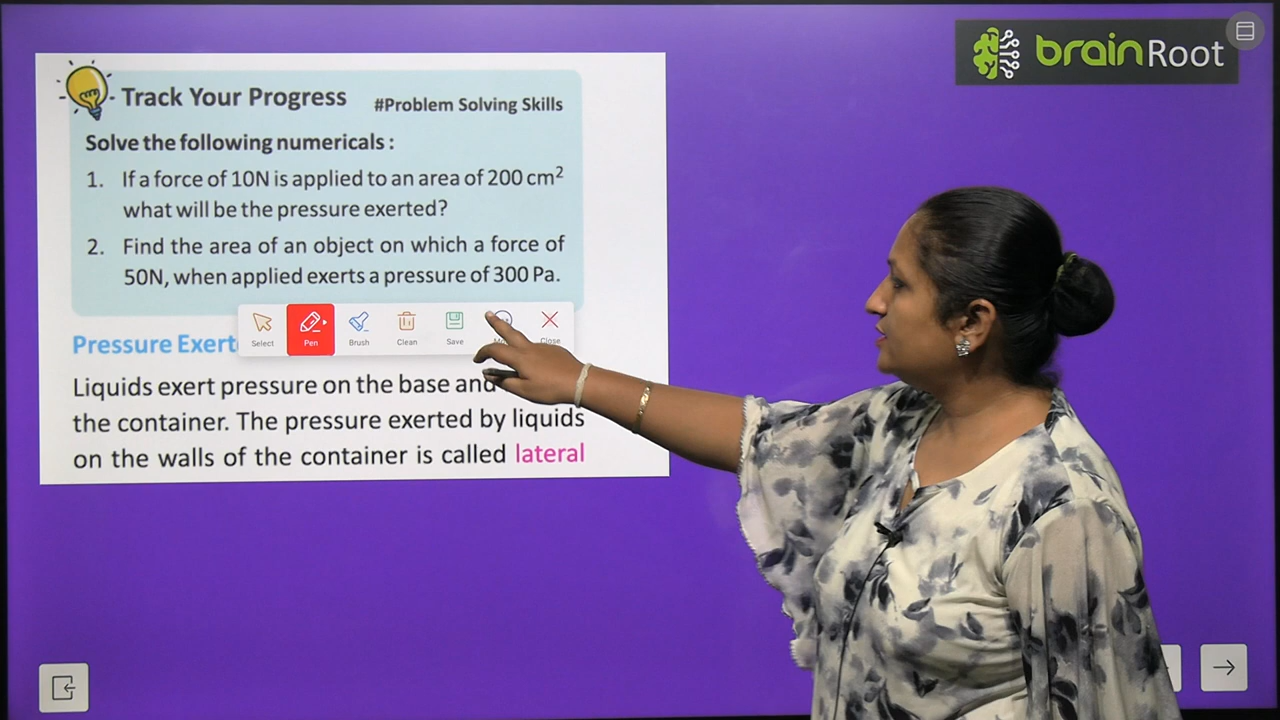 brainRoot
Track Your Progress #Problem Solving Skills
Solve the following numericals :
1. If a force of 10N is applied to an area of 200 cm²
what will be the pressure exerted?
2. Find the area of an object on which a force of
50N, when applied exerts a pressure of 300 Pa.
Select Pen Brush Clean Save Close
Pressure
Liquids exert pressure on the base and
the container. The pressure exerted by liquids
on the walls of the container is called lateral